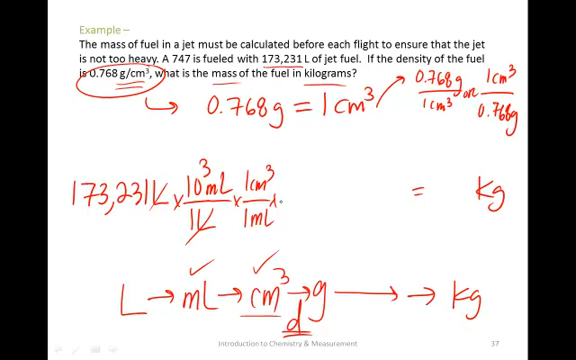 Example –
The mass of fuel in a jet must be calculated before each flight to ensure that the jet
is not too heavy. A 747 is fueled with 173,231 L of jet fuel. If the density of the fuel
is 0.768 g/cm³, what is the mass of the fuel in kilograms?
0.768g = 1cm³
0.768g / 1cm³ or 1cm³ / 0.768g
173,231L × 10³mL / 1L × 1cm³ / 1mL × = kg
L → mL → cm³ → g → → kg
d
Introduction to Chemistry & Measurement
37